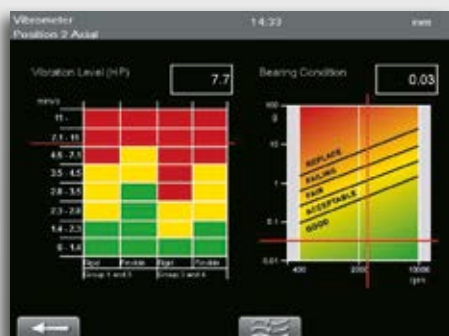 Vibrometer 14:33 mm
Position 2 Axial
Vibration Level (HP) 7.7
Bearing Condition 0.03
mm/s
11 -
7.1 - 11
4.5 - 7.1
3.5 - 4.5
2.8 - 3.5
2.3 - 2.8
1.4 - 2.3
0 - 1.4
Rigid Flexible Rigid Flexible
Group 1 and 3 Group 2 and 4
100
g
10
1
0.1
0.01
REPLACE
FAILING
FAIR
ACCEPTABLE
GOOD
400 2000 10000
rpm